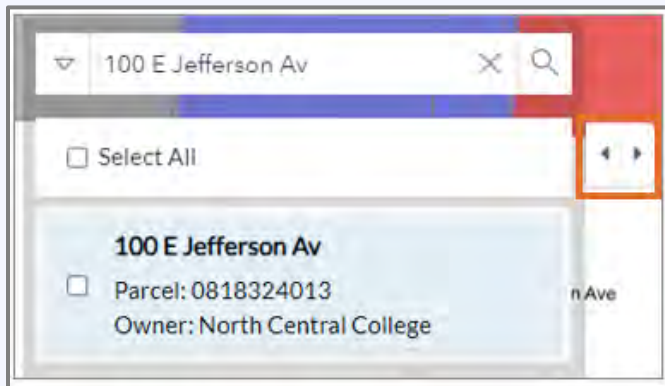 100 E Jefferson Av
Select All
100 E Jefferson Av
Parcel: 0818324013
n Ave
Owner: North Central College